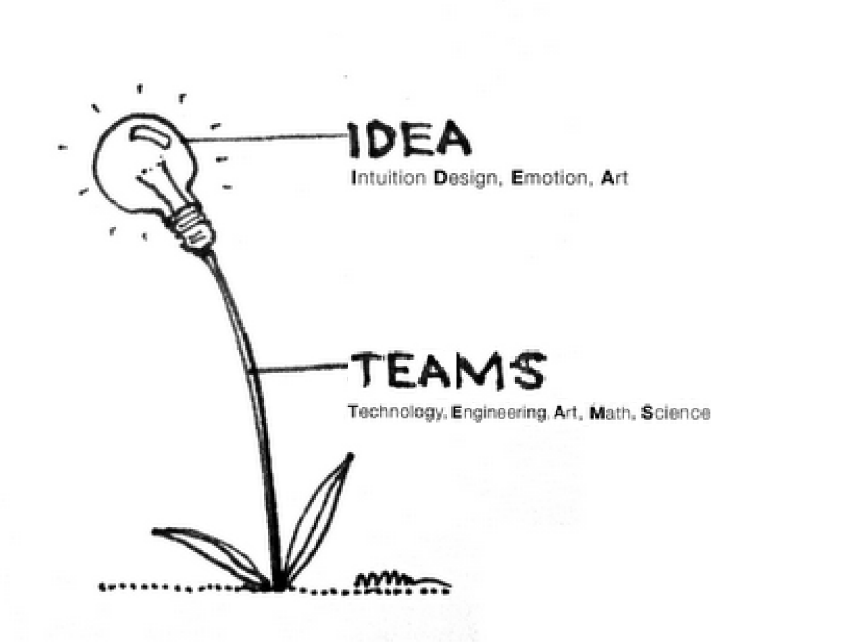 IDEA
Intuition Design, Emotion, Art
TEAMS
Technology, Engineering, Art, Math, Science